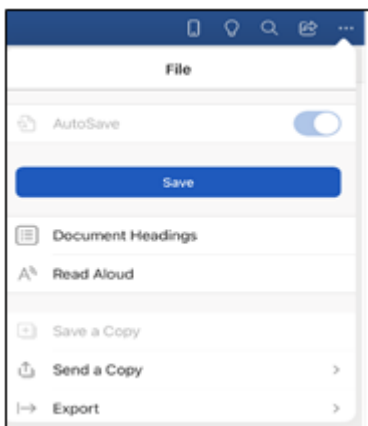 File
AutoSave
Save
Document Headings
Read Aloud
Save a Copy
Send a Copy
Export